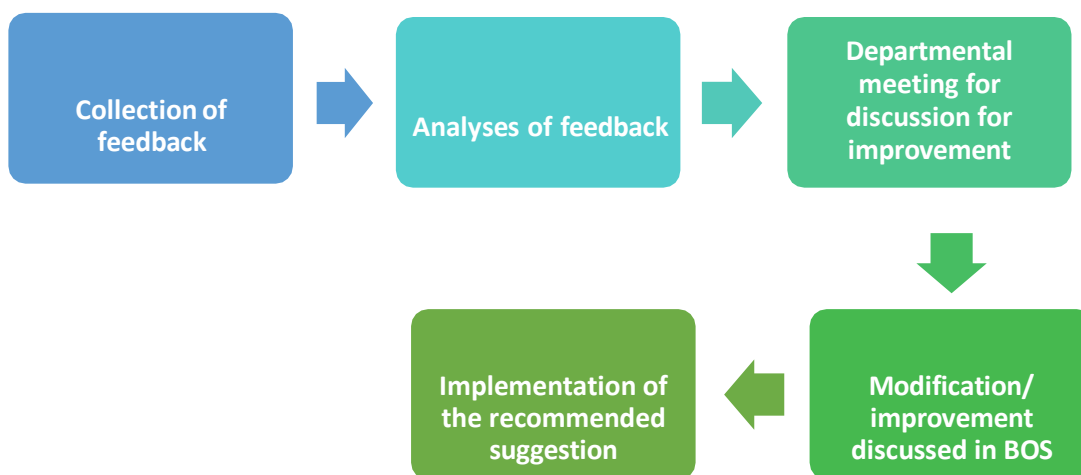 Collection of
feedback
Analyses of feedback
Departmental
meeting for
discussion for
improvement
Modification/
improvement
discussed in BOS
Implementation of
the recommended
suggestion